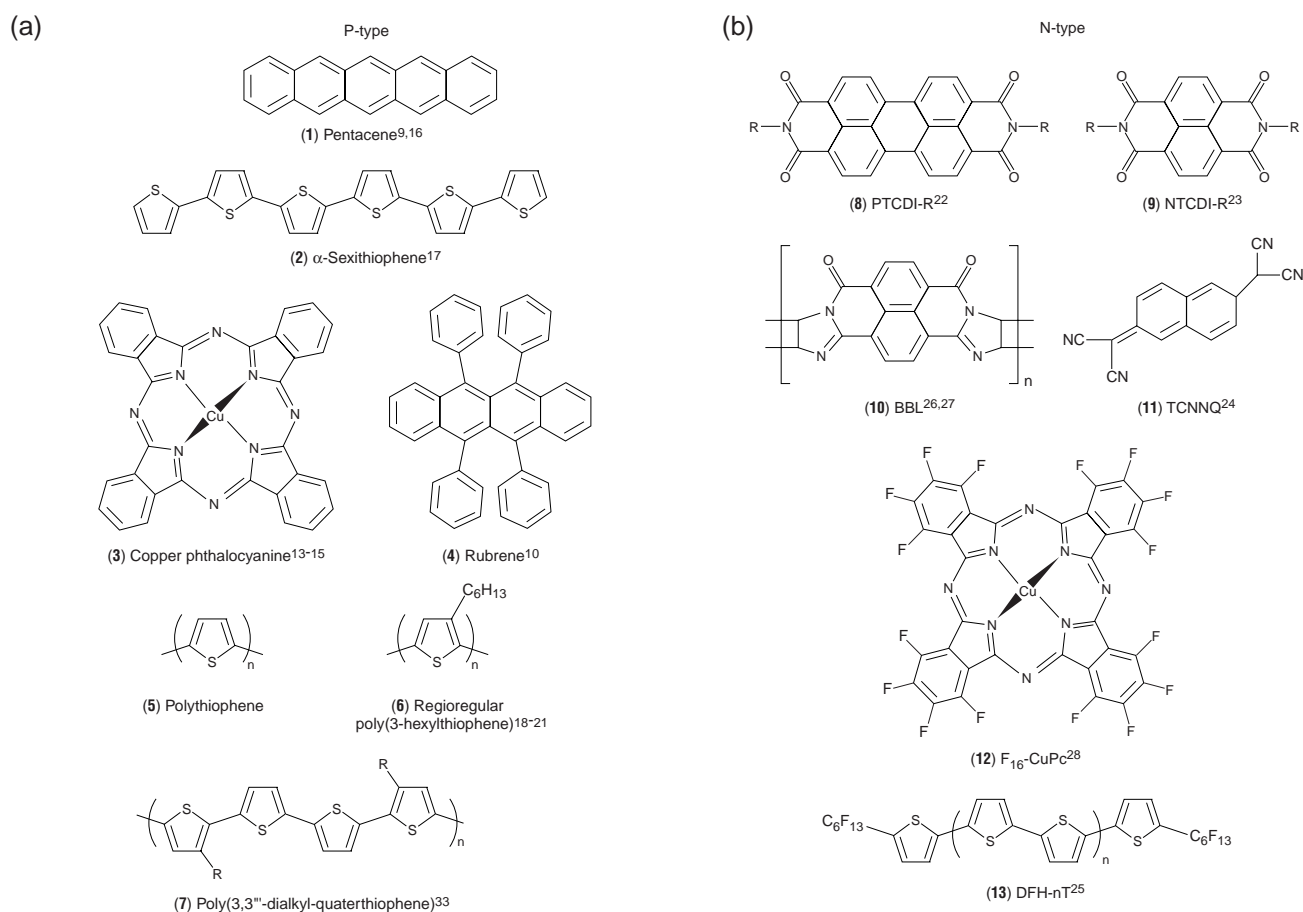 (a)
P-type
(1) Pentacene9,16
S
S
S
S
S
S
(2) α-Sexithiophene17
N
N
N
N
Cu
N
N
N
N
(3) Copper phthalocyanine13-15
(4) Rubrene10
S
n
(5) Polythiophene
C6H13
S
n
(6) Regioregular
poly(3-hexylthiophene)18-21
R
S
S
S
S
n
R
(7) Poly(3,3"'-dialkyl-quaterthiophene)33
(b)
N-type
O
O
R
N
N
R
O
O
(8) PTCDI-R22
O
O
R
N
N
R
O
O
(9) NTCDI-R23
O
O
N
N
N
N
n
(10) BBL26,27
CN
CN
CN
CN
(11) TCNNQ24
F
F
F
F
F
F
F
F
N
N
N
N
Cu
N
N
N
N
F
F
F
F
F
F
F
F
(12) F16-CuPc28
C6F13
S
S
S
S
C6F13
n
(13) DFH-nT25